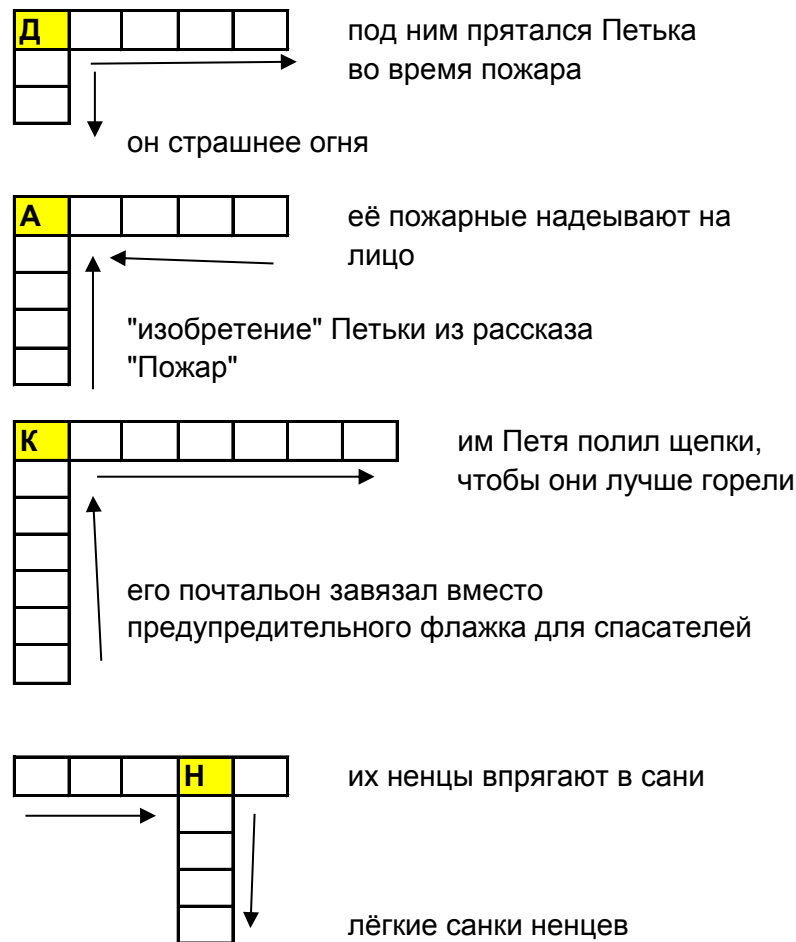 Д
под ним прятался Петька
во время пожара
он страшнее огня
А
её пожарные надеывают на
лицо
"изобретение" Петьки из рассказа
"Пожар"
К
им Петя полил щепки,
чтобы они лучше горели
его почтальон завязал вместо
предупредительного флажка для спасателей
Н
их ненцы впрягают в сани
лёгкие санки ненцев